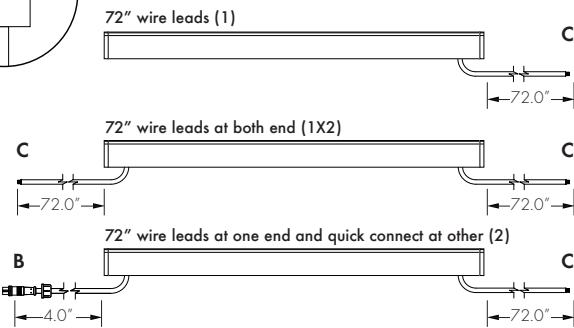 72” wire leads (1)
C
72.0”
72” wire leads at both end (1X2)
C
C
72.0”
72.0”
72” wire leads at one end and quick connect at other (2)
B
C
4.0”
72.0”